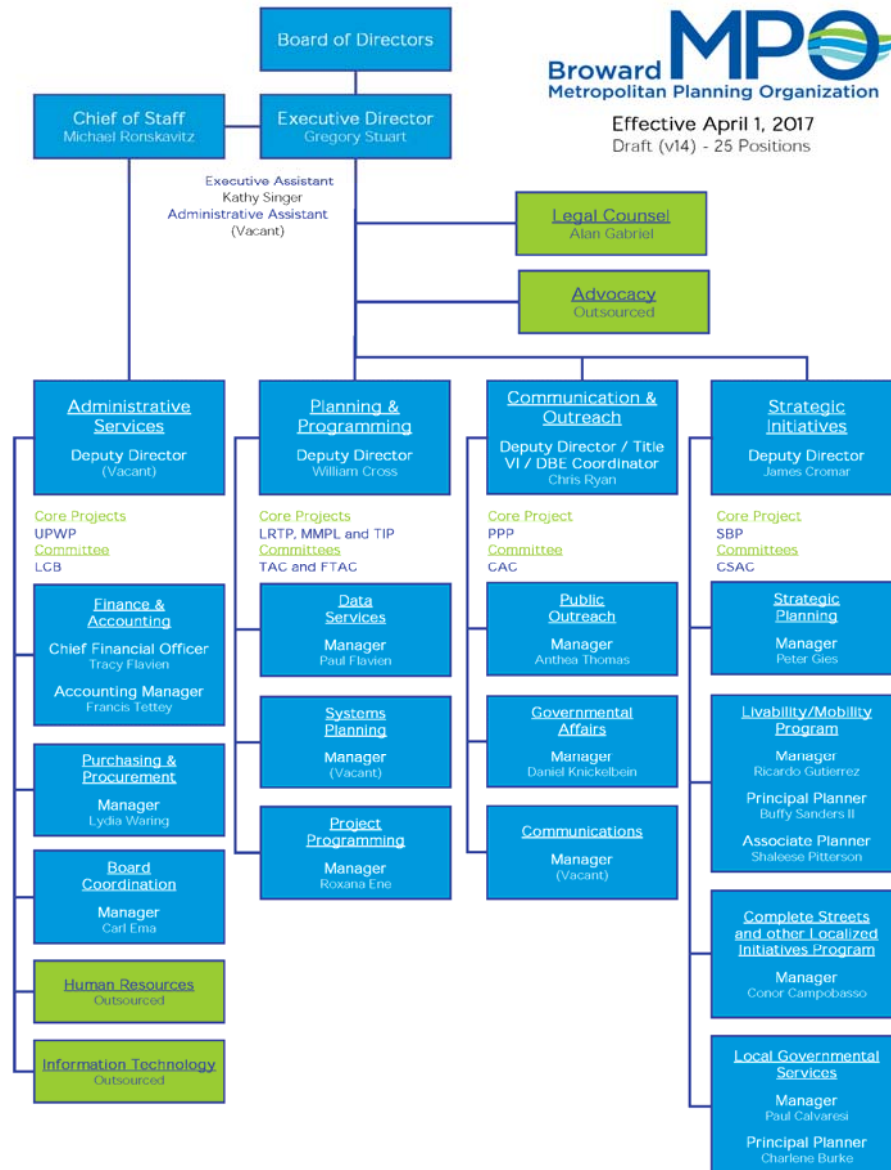 Board of Directors
Broward MPO
Metropolitan Planning Organization
Effective April 1, 2017
Draft (v14) - 25 Positions
Chief of Staff
Michael Ronskavitz
Executive Director
Gregory Stuart
Executive Assistant
Kathy Singer
Administrative Assistant
(Vacant)
Legal Counsel
Alan Gabriel
Advocacy
Outsourced
Administrative
Services
Deputy Director
(Vacant)
Core Projects
UPWP
Committee
LCB
Finance &
Accounting
Chief Financial Officer
Tracy Flavien
Accounting Manager
Francis Tettey
Purchasing &
Procurement
Manager
Lydia Waring
Board
Coordination
Manager
Carl Ema
Human Resources
Outsourced
Information Technology
Outsourced
Planning &
Programming
Deputy Director
William Cross
Core Projects
LRTP, MMPL and TIP
Committees
TAC and FTAC
Data
Services
Manager
Paul Flavien
Systems
Planning
Manager
(Vacant)
Project
Programming
Manager
Roxana Ene
Communication &
Outreach
Deputy Director / Title
VI / DBE Coordinator
Chris Ryan
Core Project
PPP
Committee
CAC
Public
Outreach
Manager
Anthea Thomas
Governmental
Affairs
Manager
Daniel Knickelbein
Communications
Manager
(Vacant)
Strategic
Initiatives
Deputy Director
James Cromar
Core Project
SBP
Committees
CSAC
Strategic
Planning
Manager
Peter Gies
Livability/Mobility
Program
Manager
Ricardo Gutierrez
Principal Planner
Buffy Sanders II
Associate Planner
Shaleese Pitterson
Complete Streets
and other Localized
Initiatives Program
Manager
Conor Campobasso
Local Governmental
Services
Manager
Paul Calvaresi
Principal Planner
Charlene Burke